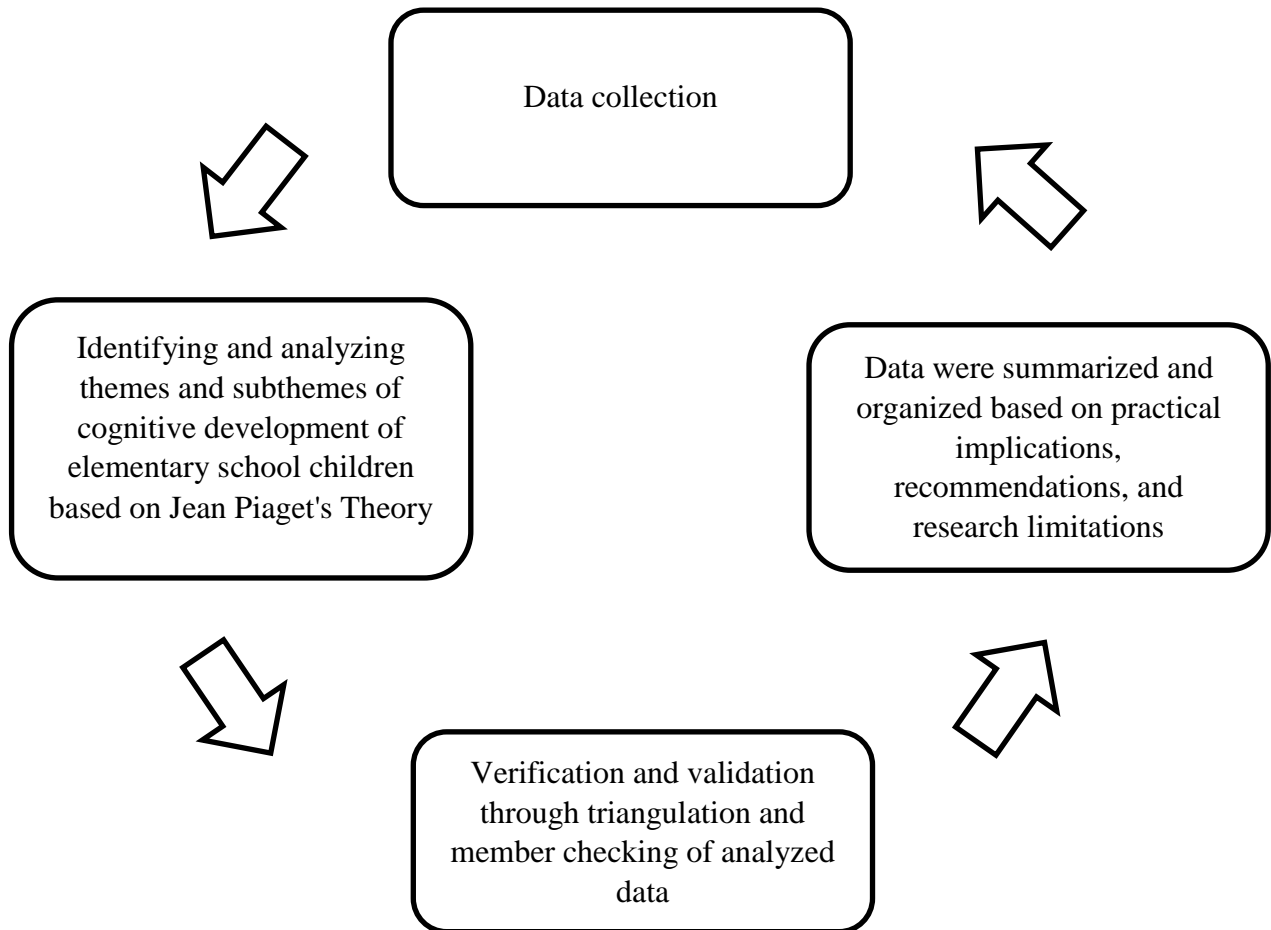 Data collection
Identifying and analyzing
themes and subthemes of
cognitive development of
elementary school children
based on Jean Piaget's Theory
Data were summarized and
organized based on practical
implications,
recommendations, and
research limitations
Verification and validation
through triangulation and
member checking of analyzed
data